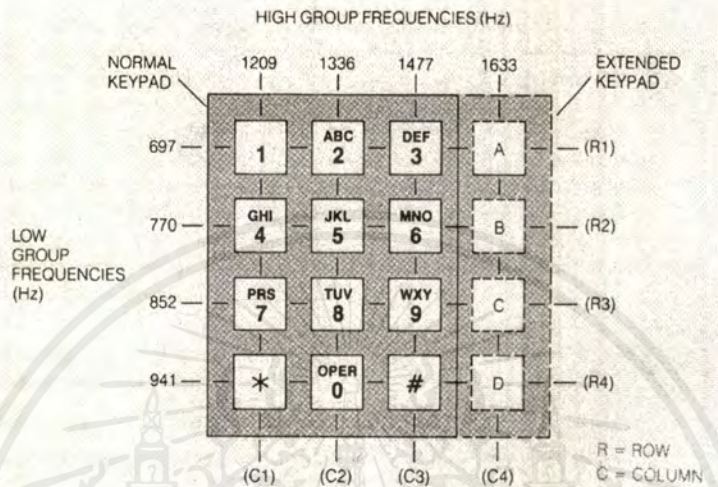 HIGH GROUP FREQUENCIES (Hz)
NORMAL KEYPAD
1209 1336 1477 1633
EXTENDED KEYPAD
697 1 ABC 2 DEF 3 A (R1)
770 GHI 4 JKL 5 MNO 6 B (R2)
LOW GROUP FREQUENCIES (Hz)
852 PRS 7 TUV 8 WXY 9 C (R3)
941 * OPER 0 # D (R4)
(C1) (C2) (C3) (C4)
R = ROW
C = COLUMN